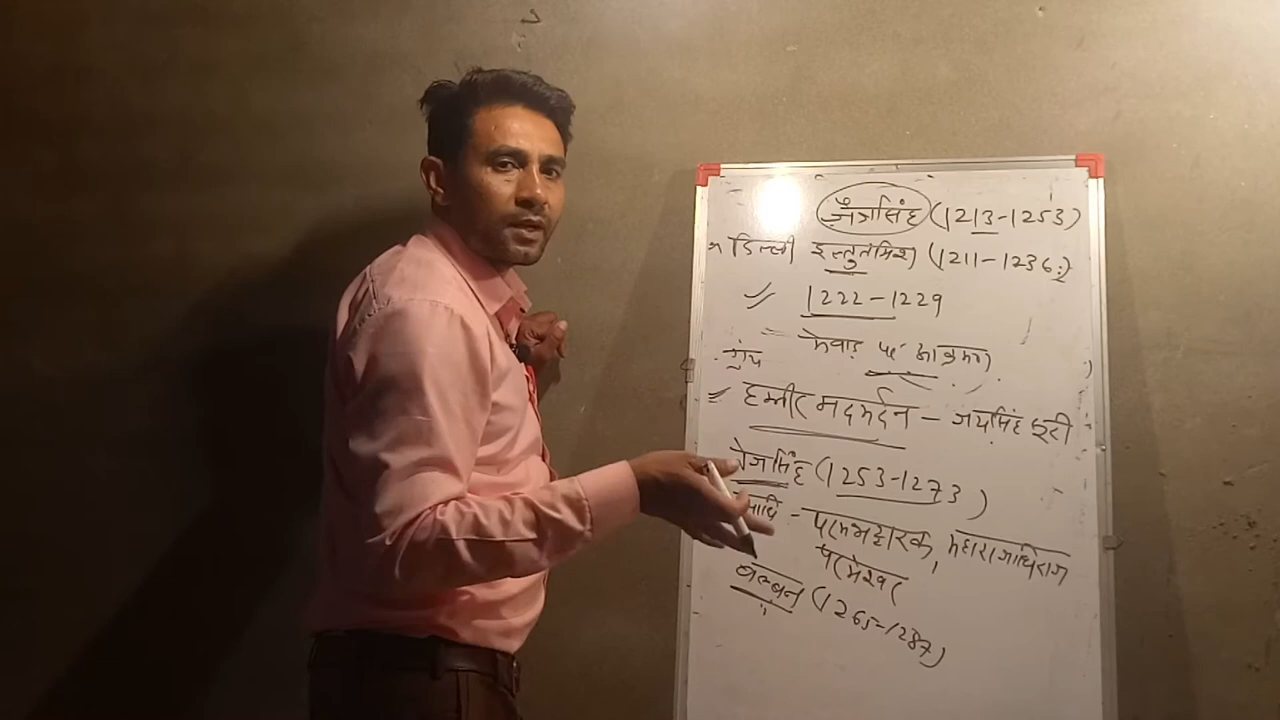 जैत्रसिंह (1213-1253)
दिल्ली इल्तुतमिश (1211-1236)
1222-1229
मेवाड़ पर आक्रमण
ग्रंथ
हम्मीर मदमर्दन - जयसिंह सूरी
तेजसिंह (1253-1273)
उपाधि - परमभट्टारक, महाराजाधिराज
परमेश्वर
बलबन (1265-1287)